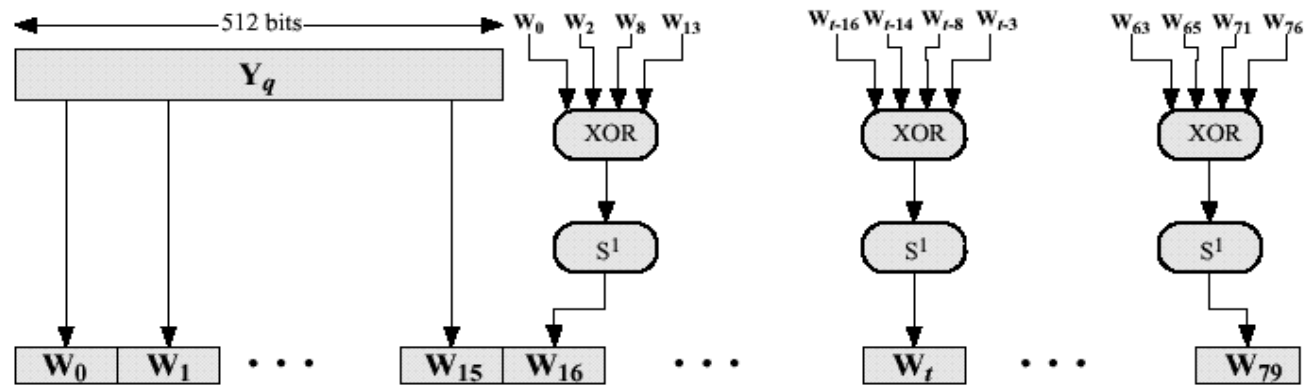 512 bits
W₀ W₂ W₈ W₁₃
Wₜ₋₁₆ Wₜ₋₁₄ Wₜ₋₈ Wₜ₋₃
W₆₃ W₆₅ W₇₁ W₇₆
Y_q
XOR XOR XOR
S¹ S¹ S¹
W₀ W₁ • • • W₁₅ W₁₆ • • • Wₜ • • • W₇₉